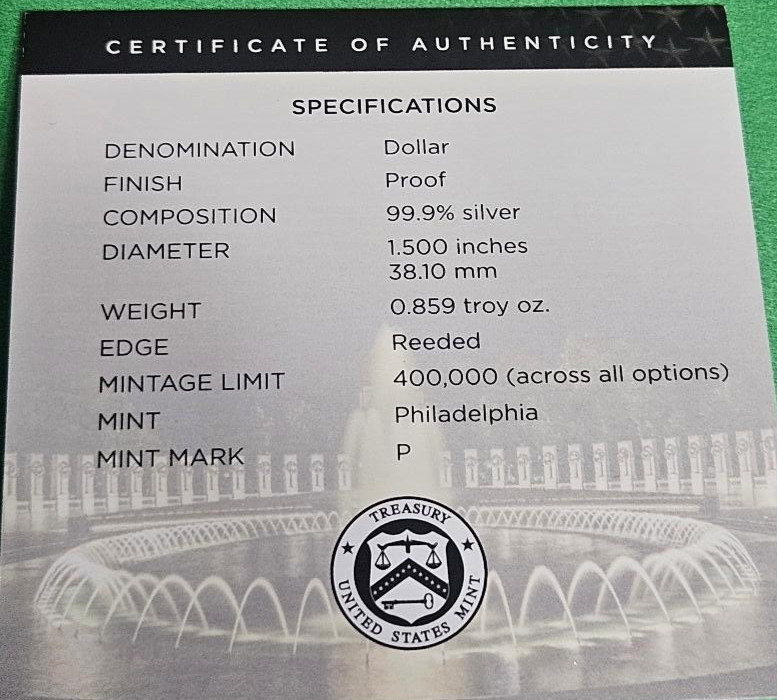 CERTIFICATE OF AUTHENTICITY
SPECIFICATIONS
DENOMINATION Dollar
FINISH Proof
COMPOSITION 99.9% silver
DIAMETER 1.500 inches
38.10 mm
WEIGHT 0.859 troy oz.
EDGE Reeded
MINTAGE LIMIT 400,000 (across all options)
MINT Philadelphia
MINT MARK P
TREASURY
UNITED STATES MINT